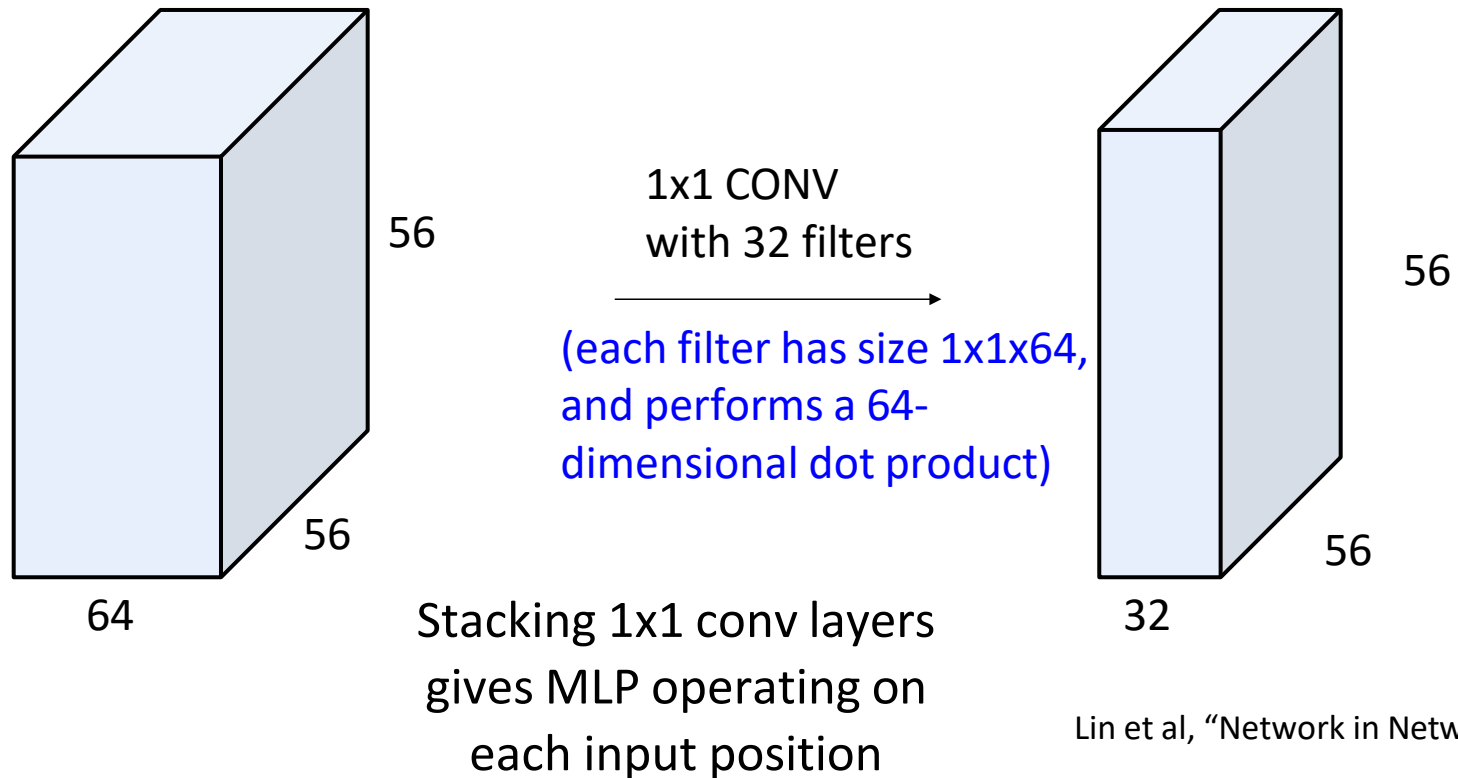 56
56
64
1x1 CONV
with 32 filters
(each filter has size 1x1x64,
and performs a 64-
dimensional dot product)
56
56
32
Stacking 1x1 conv layers
gives MLP operating on
each input position
Lin et al, “Network in Netw